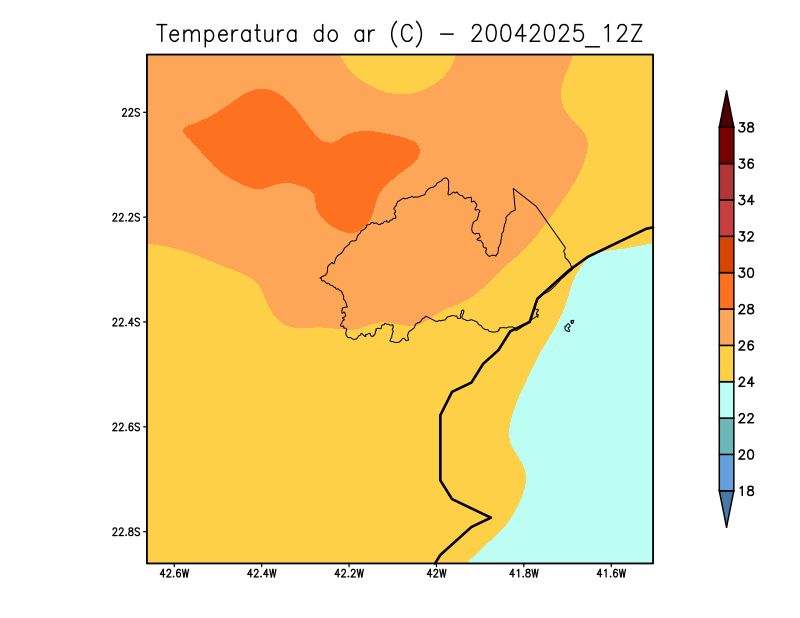 Temperatura do ar (C) - 20042025_12Z
22S
22.2S
22.4S
22.6S
22.8S
42.6W
42.4W
42.2W
42W
41.8W
41.6W
38
36
34
32
30
28
26
24
22
20
18